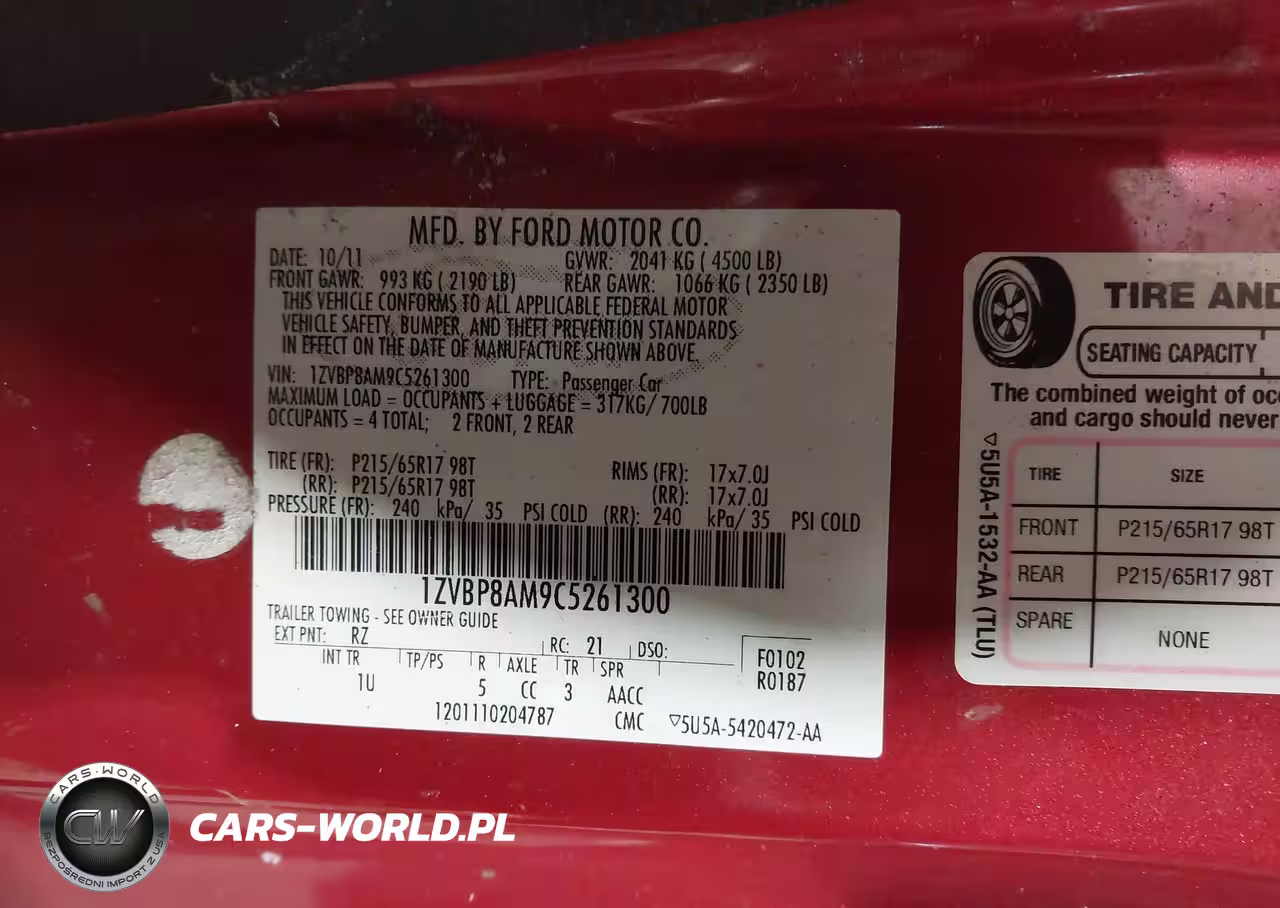 MFD. BY FORD MOTOR CO.
DATE: 10/11 GVWR: 2041 KG ( 4500 LB)
FRONT GAWR: 993 KG ( 2190 LB) REAR GAWR: 1066 KG ( 2350 LB)
THIS VEHICLE CONFORMS TO ALL APPLICABLE FEDERAL MOTOR
VEHICLE SAFETY, BUMPER, AND THEFT PREVENTION STANDARDS
IN EFFECT ON THE DATE OF MANUFACTURE SHOWN ABOVE.
VIN: 1ZVBP8AM9C5261300 TYPE: Passenger Car
MAXIMUM LOAD = OCCUPANTS + LUGGAGE = 317KG/ 700LB
OCCUPANTS = 4 TOTAL; 2 FRONT, 2 REAR
TIRE (FR): P215/65R17 98T RIMS (FR): 17x7.0J
(RR): P215/65R17 98T (RR): 17x7.0J
PRESSURE (FR): 240 kPa/ 35 PSI COLD (RR): 240 kPa/ 35 PSI COLD
1ZVBP8AM9C5261300
TRAILER TOWING - SEE OWNER GUIDE
EXT PNT: RZ RC: 21 DSO:
INT TR TP/PS R AXLE TR SPR F0102
1U 5 CC 3 AACC R0187
1201110204787 CMC ▽5U5A-5420472-AA
TIRE AND
SEATING CAPACITY
The combined weight of occ
and cargo should never
▽5U5A-1532-AA (TLU)
TIRE SIZE
FRONT P215/65R17 98T
REAR P215/65R17 98T
SPARE NONE
CARS-WORLD
CW
BEZPOŚREDNI IMPORT Z USA
CARS-WORLD.PL